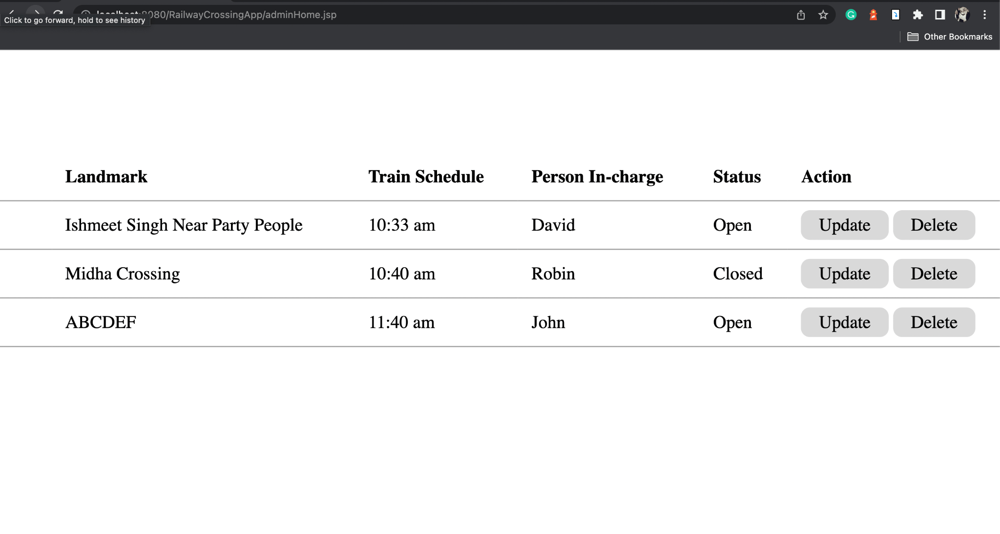 :8080/RailwayCrossingApp/adminHome.jsp
Click to go forward, hold to see history
Other Bookmarks
Landmark Train Schedule Person In-charge Status Action
Ishmeet Singh Near Party People 10:33 am David Open Update Delete
Midha Crossing 10:40 am Robin Closed Update Delete
ABCDEF 11:40 am John Open Update Delete